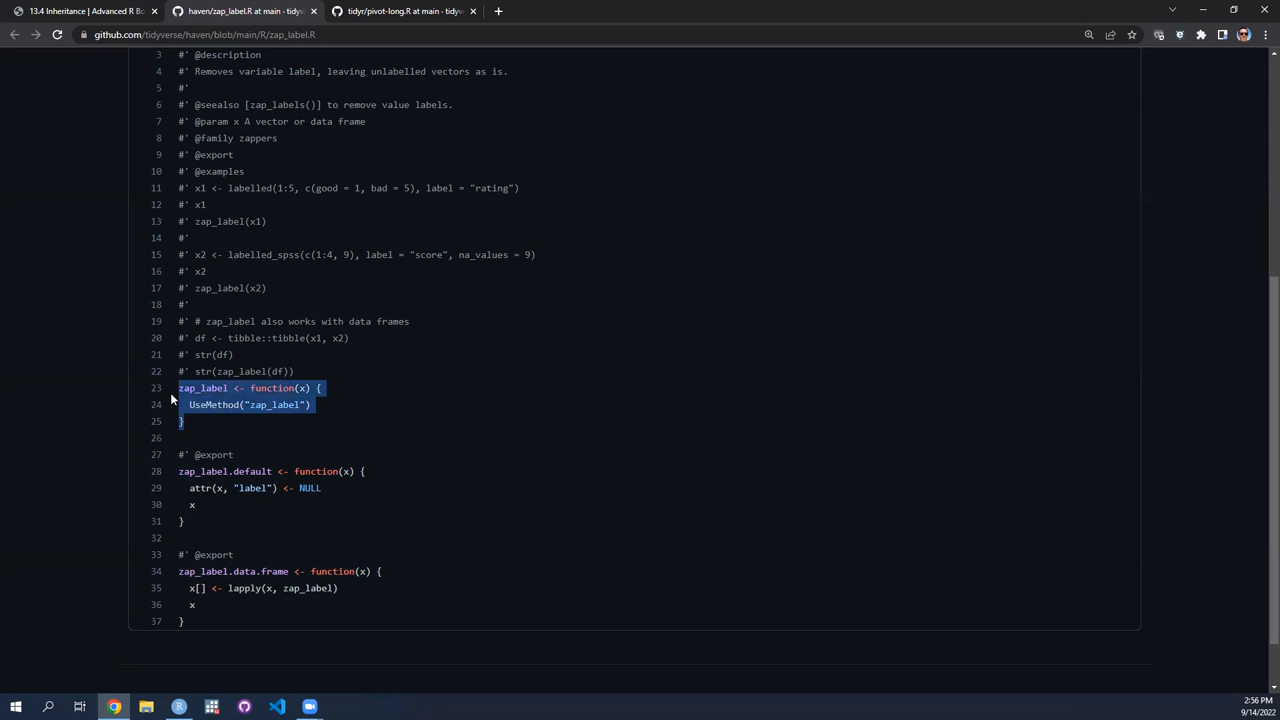 13.4 Inheritance | Advanced R Bo
haven/zap_label.R at main · tidyv
tidyr/pivot-long.R at main · tidyv
github.com/tidyverse/haven/blob/main/R/zap_label.R
3 #' @description
4 #' Removes variable label, leaving unlabelled vectors as is.
5 #'
6 #' @seealso [zap_labels()] to remove value labels.
7 #' @param x A vector or data frame
8 #' @family zappers
9 #' @export
10 #' @examples
11 #' x1 <- labelled(1:5, c(good = 1, bad = 5), label = "rating")
12 #' x1
13 #' zap_label(x1)
14 #'
15 #' x2 <- labelled_spss(c(1:4, 9), label = "score", na_values = 9)
16 #' x2
17 #' zap_label(x2)
18 #'
19 #' # zap_label also works with data frames
20 #' df <- tibble::tibble(x1, x2)
21 #' str(df)
22 #' str(zap_label(df))
23 zap_label <- function(x) {
24 UseMethod("zap_label")
25 }
26
27 #' @export
28 zap_label.default <- function(x) {
29 attr(x, "label") <- NULL
30 x
31 }
32
33 #' @export
34 zap_label.data.frame <- function(x) {
35 x[] <- lapply(x, zap_label)
36 x
37 }
2:56 PM
9/14/2022